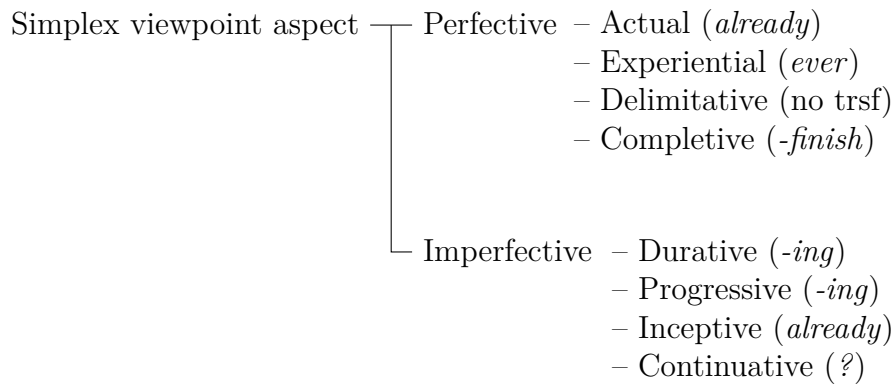 Simplex viewpoint aspect Perfective – Actual (already)
– Experiential (ever)
– Delimitative (no trsf)
– Completive (-finish)
Imperfective – Durative (-ing)
– Progressive (-ing)
– Inceptive (already)
– Continuative (?)